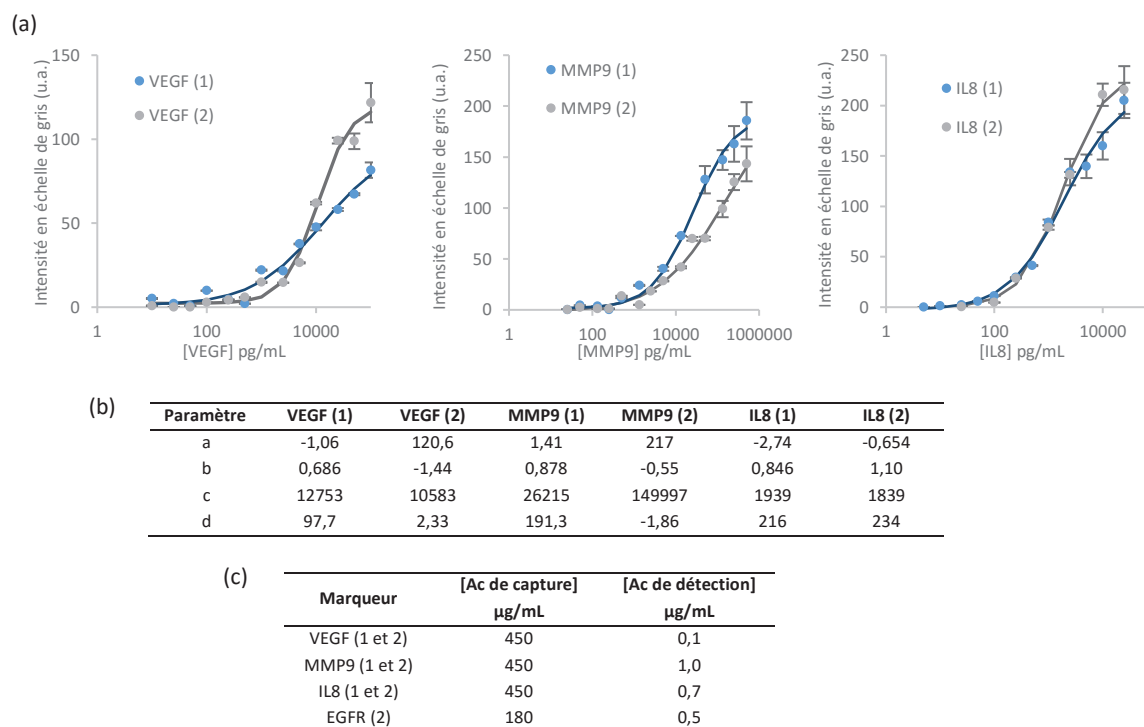 (a)
Intensité en échelle de gris (u.a.)
150
100
50
0
1
100
10000
[VEGF] pg/mL
VEGF (1)
VEGF (2)
Intensité en échelle de gris (u.a.)
250
200
150
100
50
0
1
100
10000
1000000
[MMP9] pg/mL
MMP9 (1)
MMP9 (2)
Intensité en échelle de gris (u.a.)
250
200
150
100
50
0
1
100
10000
[IL8] pg/mL
IL8 (1)
IL8 (2)
(b)
Paramètre VEGF (1) VEGF (2) MMP9 (1) MMP9 (2) IL8 (1) IL8 (2)
a -1,06 120,6 1,41 217 -2,74 -0,654
b 0,686 -1,44 0,878 -0,55 0,846 1,10
c 12753 10583 26215 149997 1939 1839
d 97,7 2,33 191,3 -1,86 216 234
(c)
Marqueur [Ac de capture] [Ac de détection]
µg/mL µg/mL
VEGF (1 et 2) 450 0,1
MMP9 (1 et 2) 450 1,0
IL8 (1 et 2) 450 0,7
EGFR (2) 180 0,5